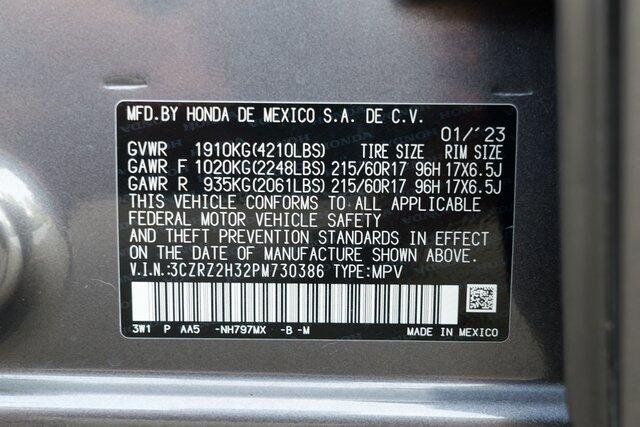 MFD.BY HONDA DE MEXICO S.A. DE C.V.
01/'23
GVWR 1910KG(4210LBS) TIRE SIZE RIM SIZE
GAWR F 1020KG(2248LBS) 215/60R17 96H 17X6.5J
GAWR R 935KG(2061LBS) 215/60R17 96H 17X6.5J
THIS VEHICLE CONFORMS TO ALL APPLICABLE
FEDERAL MOTOR VEHICLE SAFETY
AND THEFT PREVENTION STANDARDS IN EFFECT
ON THE DATE OF MANUFACTURE SHOWN ABOVE.
V.I.N.:3CZRZ2H32PM730386 TYPE:MPV
3W1 P AA5 -NH797MX -B-M MADE IN MEXICO